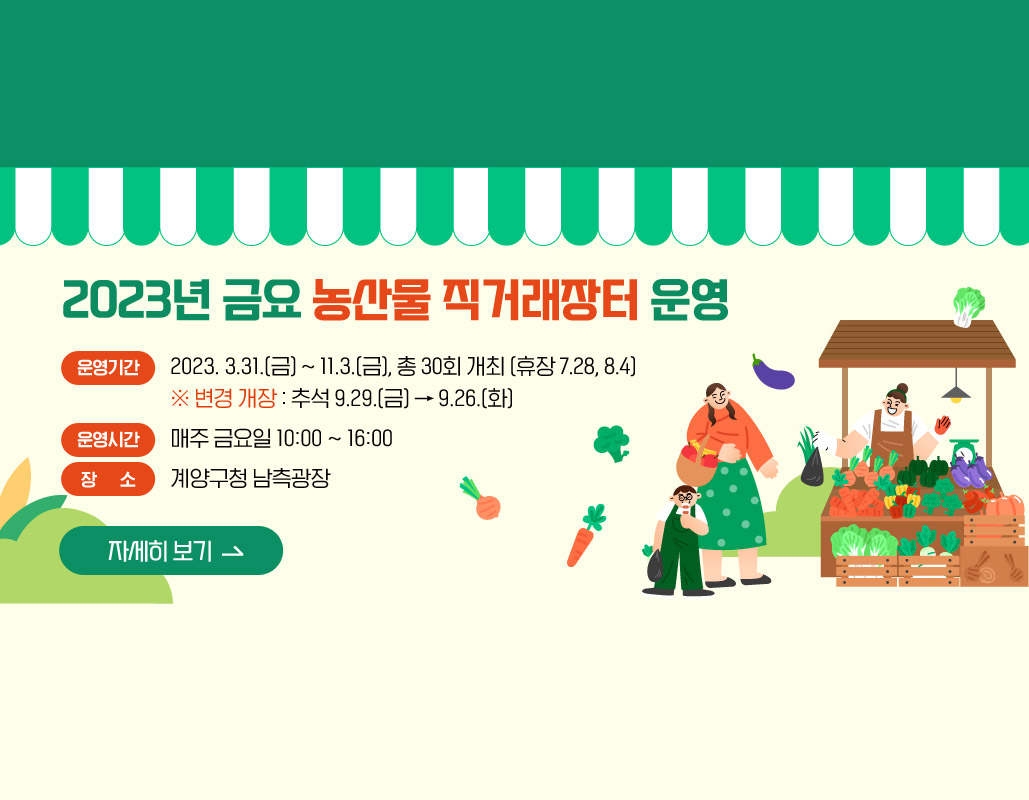 2023년 금요 농산물 직거래장터 운영
운영기간 2023. 3.31.(금) ~ 11.3.(금), 총 30회 개최 (휴장 7.28, 8.4)
※ 변경 개장 : 추석 9.29.(금) → 9.26.(화)
운영시간 매주 금요일 10:00 ~ 16:00
장 소 계양구청 남측광장
자세히 보기 →